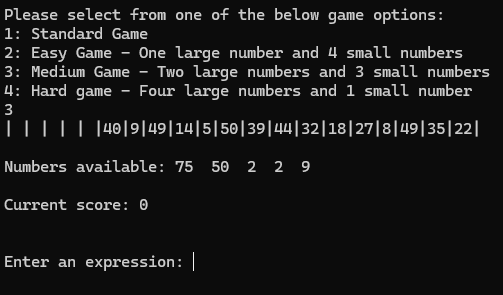 Please select from one of the below game options:
1: Standard Game
2: Easy Game – One large number and 4 small numbers
3: Medium Game – Two large numbers and 3 small numbers
4: Hard game – Four large numbers and 1 small number
3
| | | | | |40|9|49|14|5|50|39|44|32|18|27|8|49|35|22|
Numbers available: 75  50  2  2  9
Current score: 0
Enter an expression: